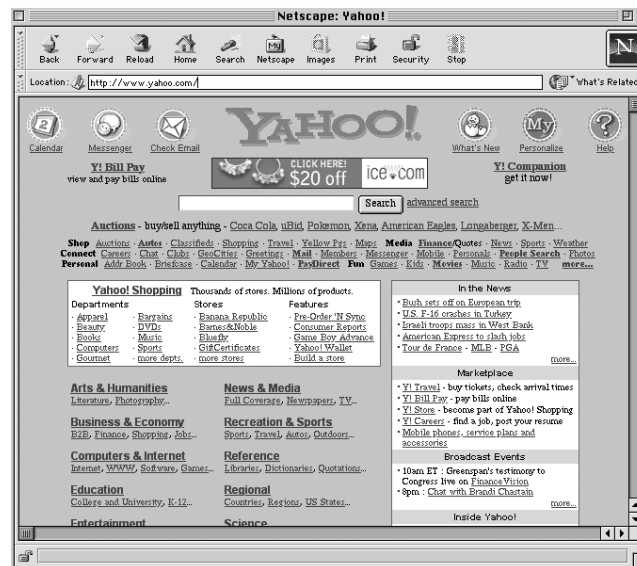 Netscape: Yahoo!
Back Forward Reload Home Search Netscape Images Print Security Stop
My
N
Location: http://www.yahoo.com/ What's Related
2
Calendar Messenger Check Email
YAHOO!
My ?
What's New Personalize Help
Y! Bill Pay
view and pay bills online
CLICK HERE!
$20 off ice.com
Y! Companion
get it now!
Search advanced search
Auctions - buy/sell anything - Coca Cola, uBid, Pokemon, Xena, American Eagles, Longaberger, X-Men...
Shop Auctions · Autos · Classifieds · Shopping · Travel · Yellow Pgs · Maps Media Finance/Quotes · News · Sports · Weather
Connect Careers · Chat · Clubs · GeoCities · Greetings · Mail · Members · Messenger · Mobile · Personals · People Search · Photos
Personal Addr Book · Briefcase · Calendar · My Yahoo! · PayDirect Fun Games · Kids · Movies · Music · Radio · TV more...
Yahoo! Shopping Thousands of stores. Millions of products.
Departments Stores Features
· Apparel · Bargains · Banana Republic · Pre-Order 'N Sync
· Beauty · DVDs · Barnes&Noble · Consumer Reports
· Books · Music · Bluefly · Game Boy Advance
· Computers · Sports · GiftCertificates · Yahoo! Wallet
· Gourmet · more depts. · more stores · Build a store
Arts & Humanities
Literature, Photography...
News & Media
Full Coverage, Newspapers, TV...
Business & Economy
B2B, Finance, Shopping, Jobs...
Recreation & Sports
Sports, Travel, Autos, Outdoors...
Computers & Internet
Internet, WWW, Software, Games...
Reference
Libraries, Dictionaries, Quotations...
Education
College and University, K-12...
Regional
Countries, Regions, US States...
Entertainment
Science
In the News
· Bush sets off on European trip
· U.S. F-16 crashes in Turkey
· Israeli troops mass in West Bank
· American Express to slash jobs
· Tour de France - MLB - PGA
more...
Marketplace
· Y! Travel - buy tickets, check arrival times
· Y! Bill Pay - pay bills online
· Y! Store - become part of Yahoo! Shopping
· Y! Careers - find a job, post your resume
· Mobile phones, service plans and
accessories
Broadcast Events
· 10am ET : Greenspan's testimony to
Congress live on FinanceVision
· 8pm : Chat with Brandi Chastain
more...
Inside Yahoo!